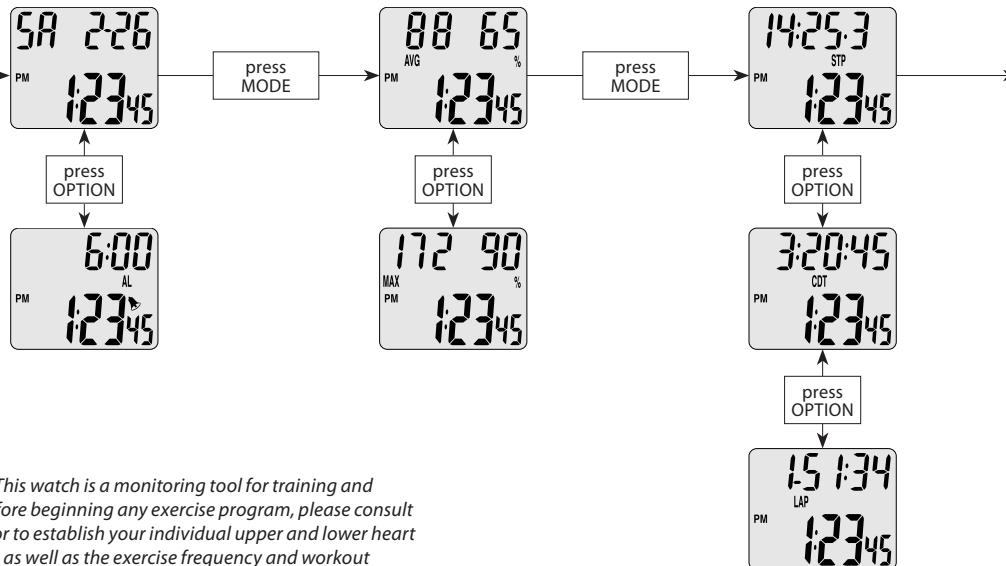 SA 2-26
PM 1:23 45
press
MODE
88 65
AVG %
PM 1:23 45
press
MODE
14:25.3
STP
PM 1:23 45
press
OPTION
press
OPTION
press
OPTION
6:00
AL
PM 1:23 45
172 90
MAX %
PM 1:23 45
3:20:45
CDT
PM 1:23 45
press
OPTION
1-51:34
LAP
PM 1:23 45
This watch is a monitoring tool for training and
beginning any exercise program, please consult
to establish your individual upper and lower heart
as well as the exercise frequency and workout